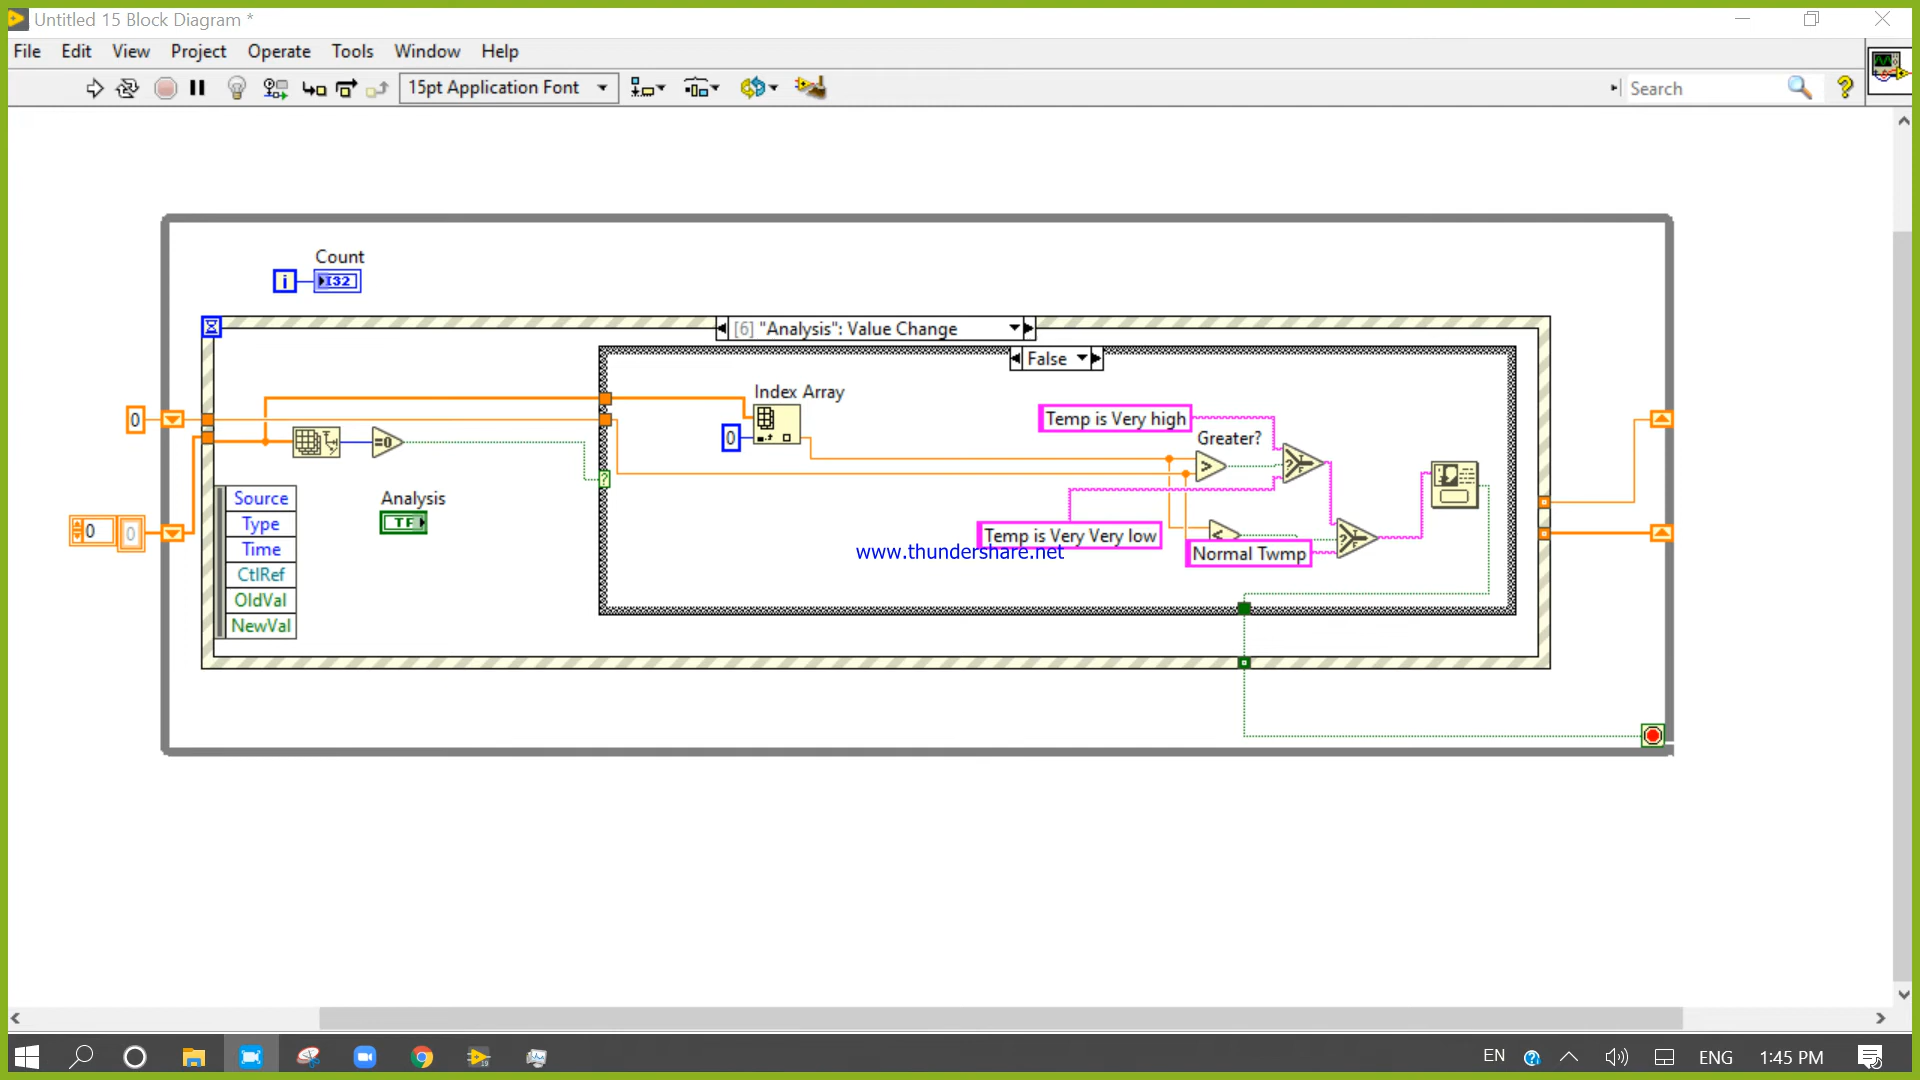 Untitled 15 Block Diagram *
File Edit View Project Operate Tools Window Help
15pt Application Font
Search
Count
i
I32
[6] "Analysis": Value Change
False
Index Array
0
Temp is Very high
Greater?
0
=0
>
?
Analysis
TF
Source
Type
Time
CtlRef
OldVal
NewVal
0
0
Temp is Very Very low
<
Normal Twmp
www.thundershare.net
EN
ENG
1:45 PM